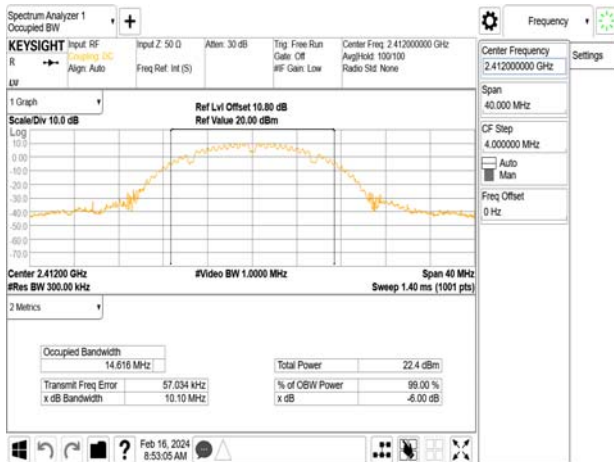 Spectrum Analyzer 1
Occupied BW
+
Frequency
KEYSIGHT
R
LXI
Input: RF
Coupling: DC
Align: Auto
Input Z: 50 Ω
Freq Ref: Int (S)
Atten: 30 dB
Trig: Free Run
Gate: Off
#IF Gain: Low
Center Freq: 2.412000000 GHz
Avg|Hold: 100/100
Radio Std: None
Center Frequency
2.412000000 GHz
Settings
Span
40.000 MHz
CF Step
4.000000 MHz
Auto
Man
Freq Offset
0 Hz
1 Graph
Scale/Div 10.0 dB
Ref Lvl Offset 10.80 dB
Ref Value 20.00 dBm
Log
10.0
0.00
-10.0
-20.0
-30.0
-40.0
-50.0
-60.0
-70.0
Center 2.41200 GHz
#Res BW 300.00 kHz
#Video BW 1.0000 MHz
Span 40 MHz
Sweep 1.40 ms (1001 pts)
2 Metrics
Occupied Bandwidth
14.616 MHz
Total Power 22.4 dBm
Transmit Freq Error 57.034 kHz
% of OBW Power 99.00 %
x dB Bandwidth 10.10 MHz
x dB -6.00 dB
?
Feb 16, 2024
8:53:05 AM